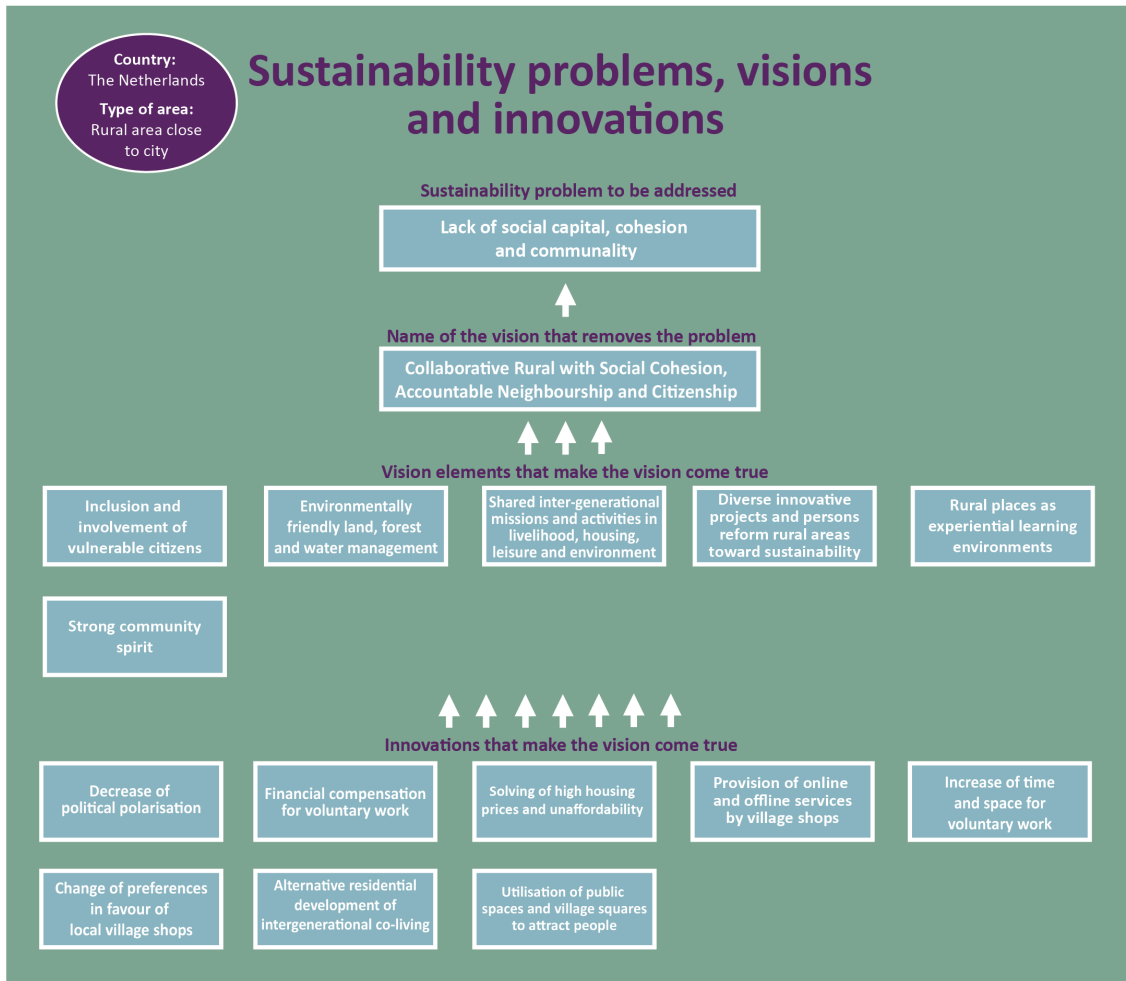 Country:
The Netherlands
Type of area:
Rural area close
to city
Sustainability problems, visions
and innovations
Sustainability problem to be addressed
Lack of social capital, cohesion
and communality
Name of the vision that removes the problem
Collaborative Rural with Social Cohesion,
Accountable Neighbourship and Citizenship
Vision elements that make the vision come true
Inclusion and
involvement of
vulnerable citizens
Environmentally
friendly land, forest
and water management
Shared inter-generational
missions and activities in
livelihood, housing,
leisure and environment
Diverse innovative
projects and persons
reform rural areas
toward sustainability
Rural places as
experiential learning
environments
Strong community
spirit
Innovations that make the vision come true
Decrease of
political polarisation
Financial compensation
for voluntary work
Solving of high housing
prices and unaffordability
Provision of online
and offline services
by village shops
Increase of time
and space for
voluntary work
Change of preferences
in favour of
local village shops
Alternative residential
development of
intergenerational co-living
Utilisation of public
spaces and village squares
to attract people